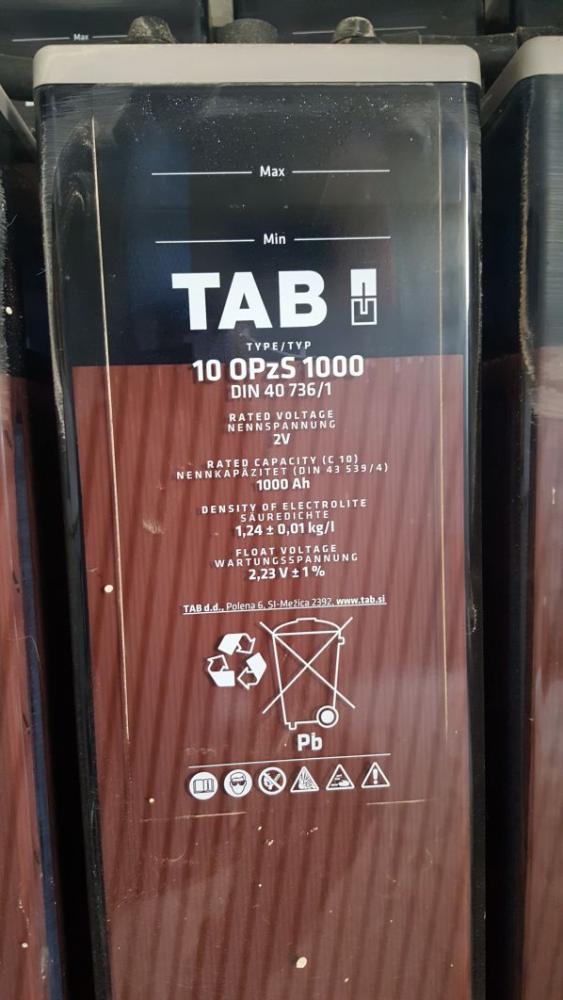 Max
Max
Min
TAB
TYPE/TYP
10 OPzS 1000
DIN 40 736/1
RATED VOLTAGE
NENNSPANNUNG
2V
RATED CAPACITY (C 10)
NENNKAPAZITET (DIN 43 539/4)
1000 Ah
DENSITY OF ELECTROLITE
SÄUREDICHTE
1,24 ± 0,01 kg/l
FLOAT VOLTAGE
WARTUNGSSPANNUNG
2,23 V ± 1 %
TAB d.d., Polena 6, SI-Mežica 2392, www.tab.si
Pb